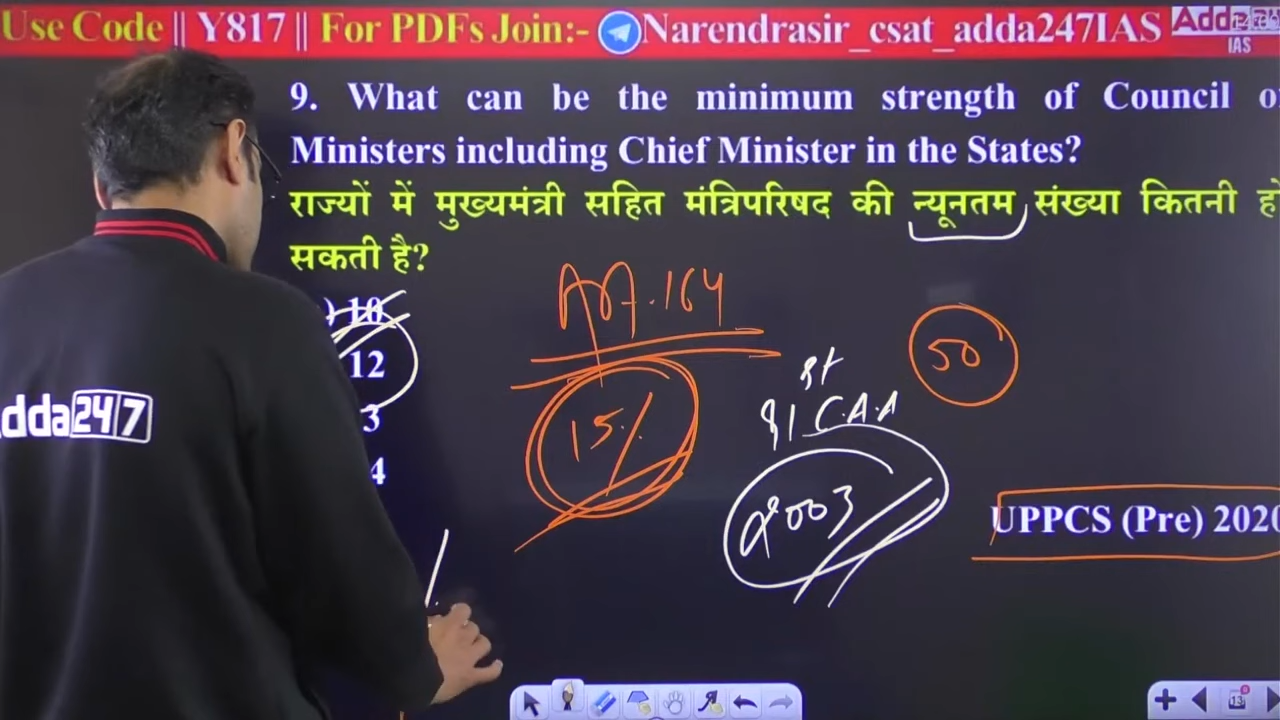 Use Code || Y817 || For PDFs Join:- Narendrasir_csat_adda247IAS
IAS
9. What can be the minimum strength of Council of
Ministers including Chief Minister in the States?
राज्यों में मुख्यमंत्री सहित मंत्रिपरिषद की न्यूनतम संख्या कितनी हो
सकती है?
) 10
12
3
4
Art. 164
15%
50
91 C.A.A
2003
UPPCS (Pre) 2020
adda247
13